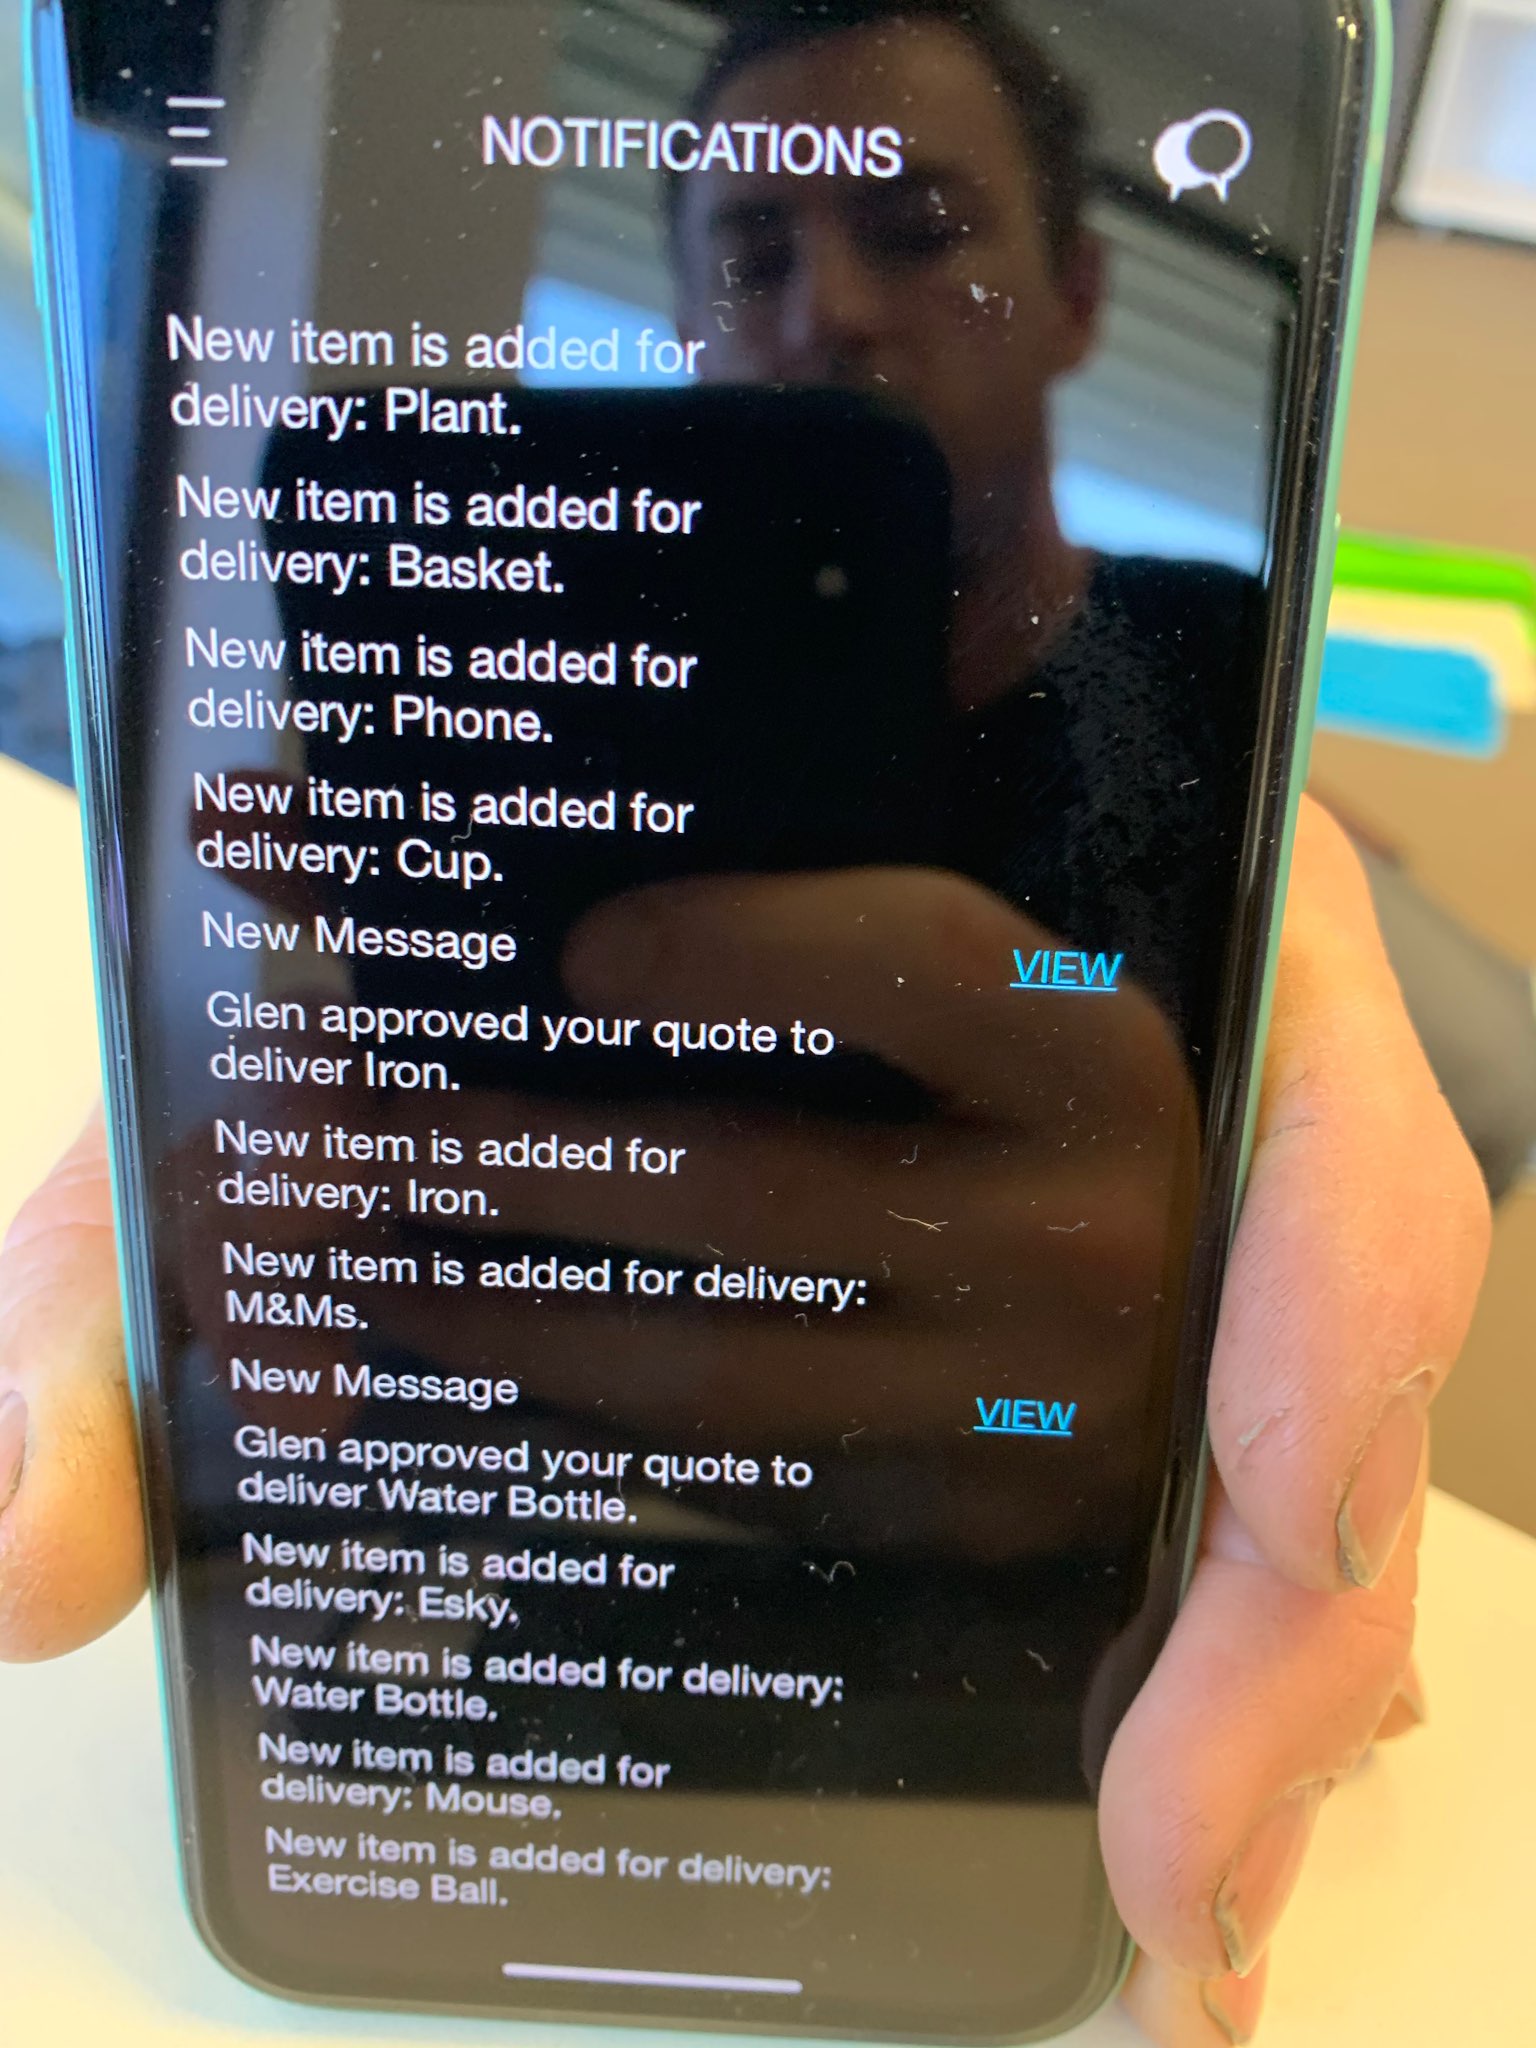 NOTIFICATIONS
New item is added for
delivery: Plant.
New item is added for
delivery: Basket.
New item is added for
delivery: Phone.
New item is added for
delivery: Cup.
New Message
VIEW
Glen approved your quote to
deliver Iron.
New item is added for
delivery: Iron.
New item is added for delivery:
M&Ms.
New Message
VIEW
Glen approved your quote to
deliver Water Bottle.
New item is added for
delivery: Esky.
New item is added for delivery:
Water Bottle.
New item is added for
delivery: Mouse.
New item is added for delivery:
Exercise Ball.